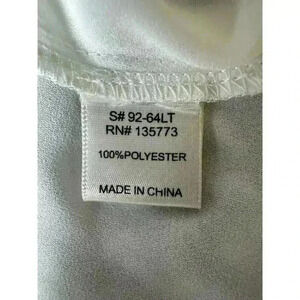 S# 92-64LT
RN# 135773
100%POLYESTER
MADE IN CHINA